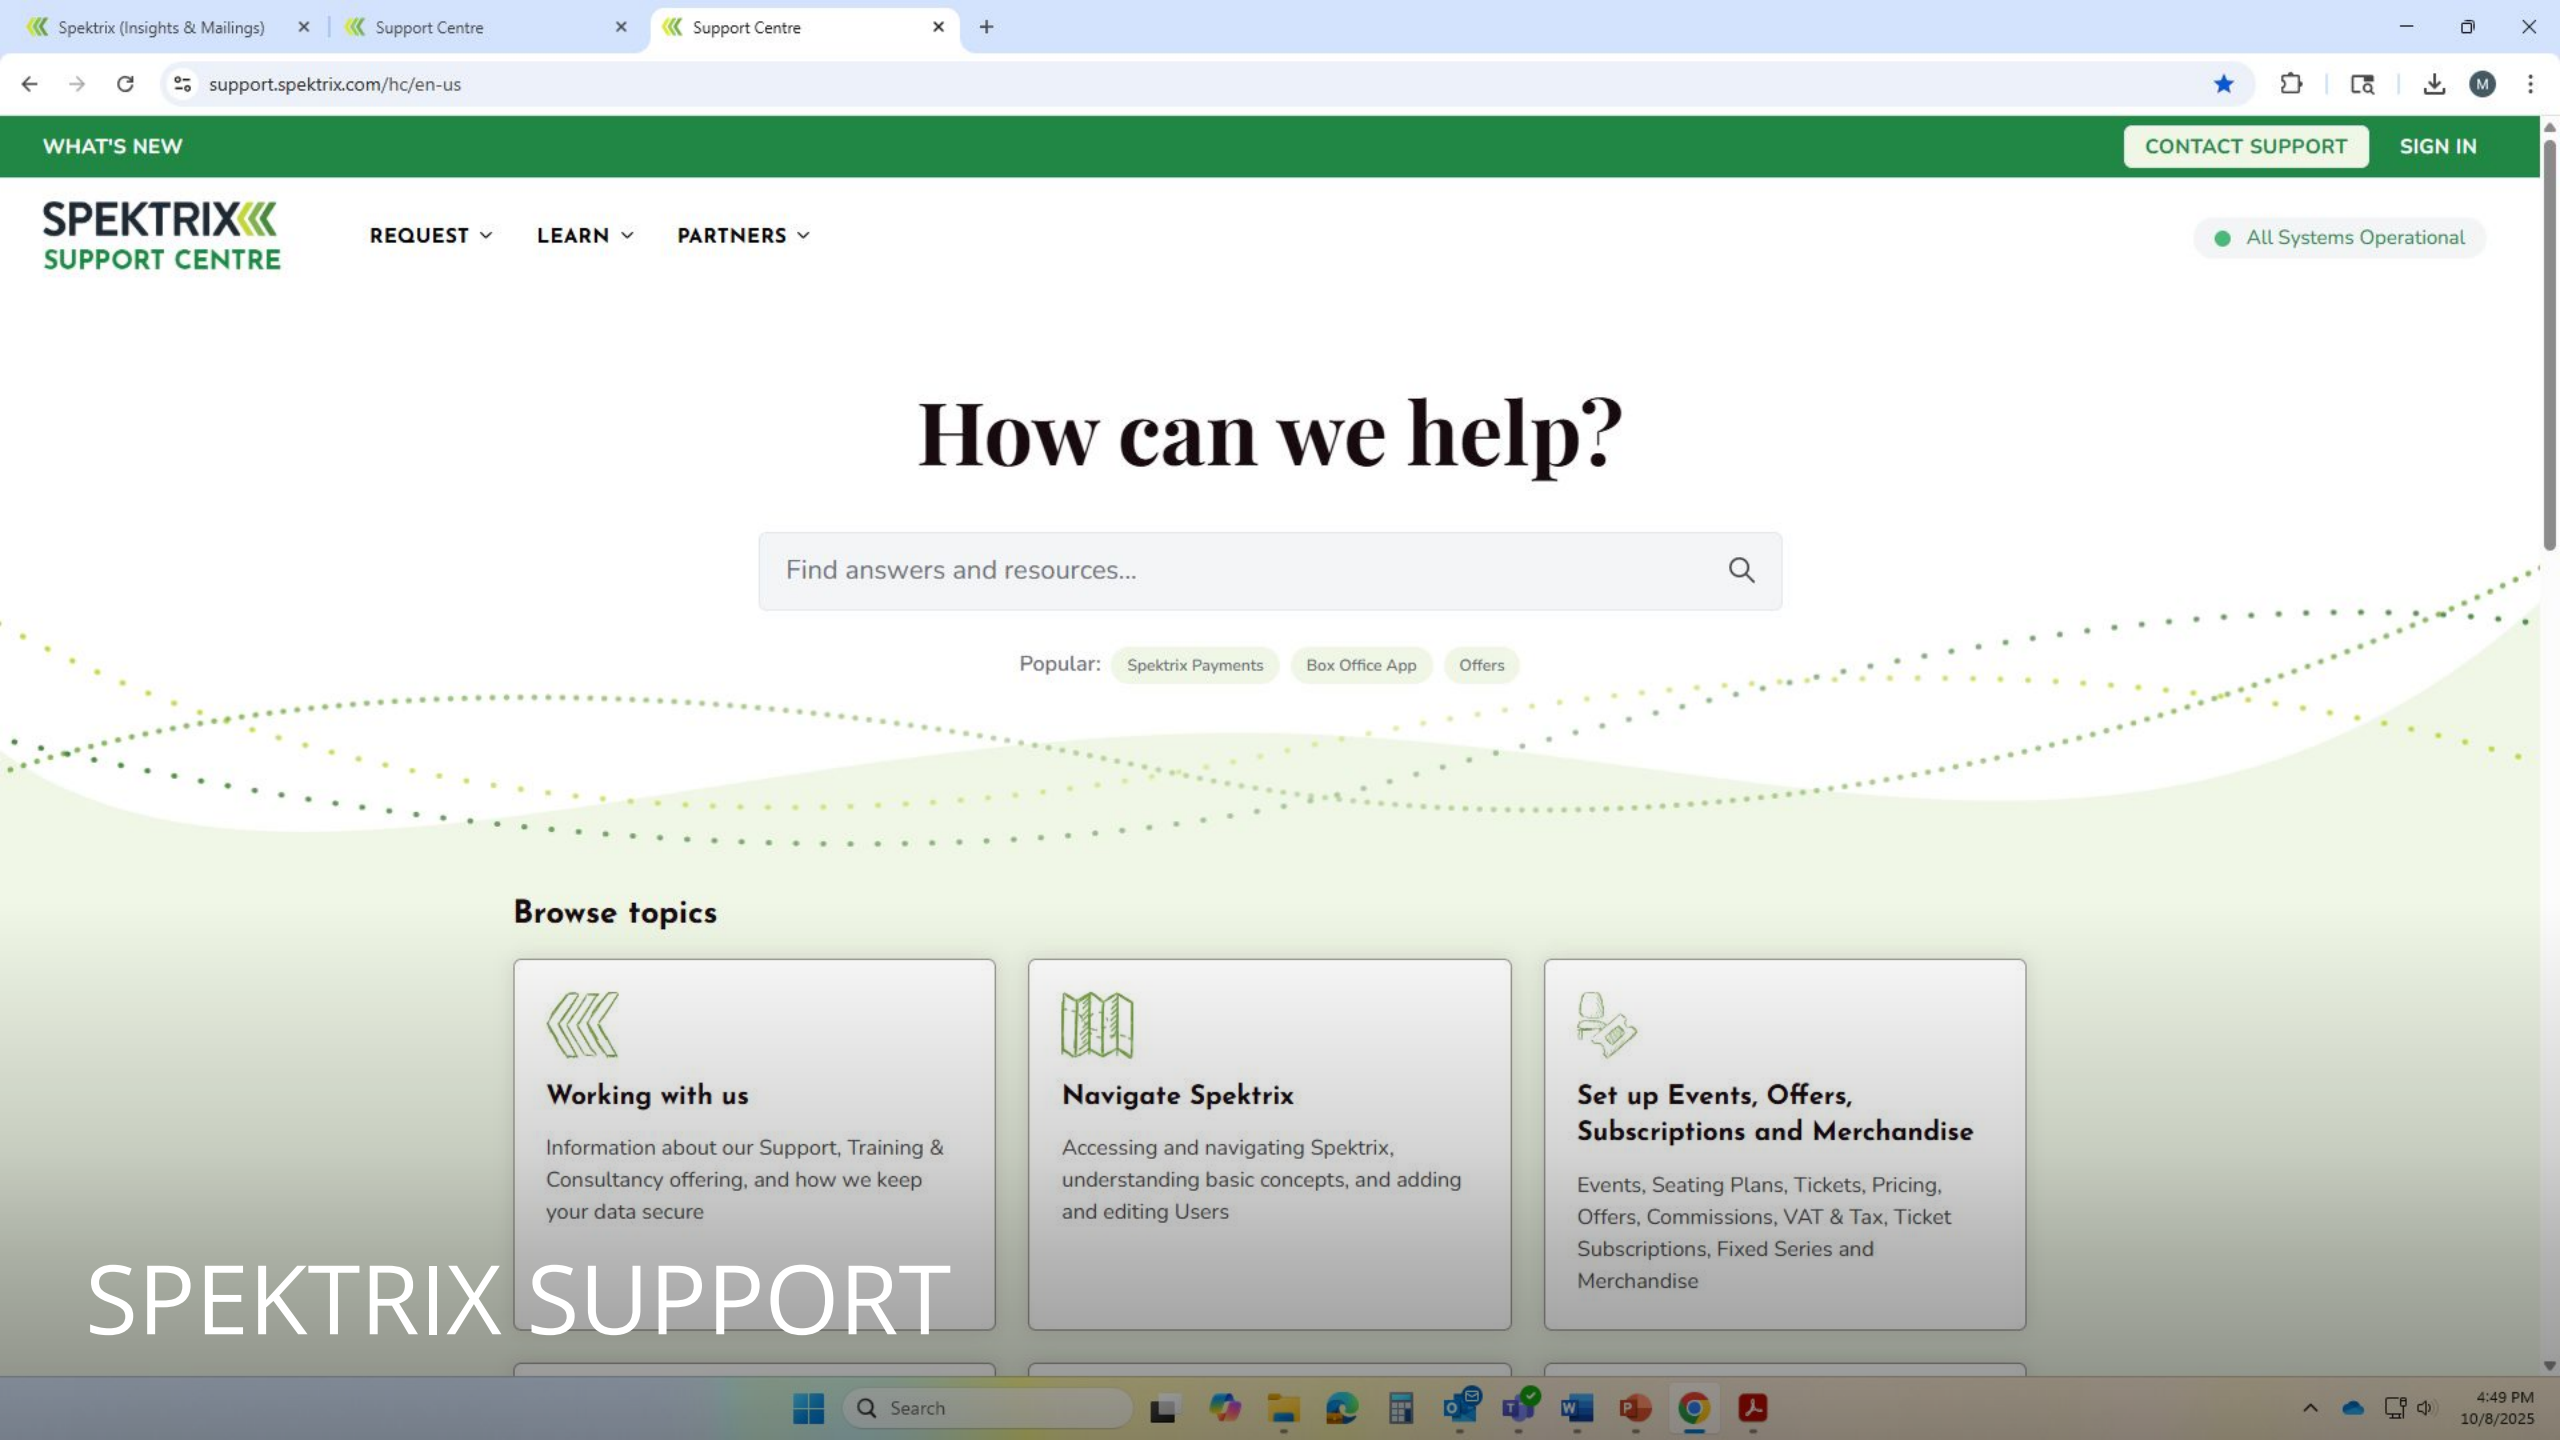 Spektrix (Insights & Mailings)
Support Centre
Support Centre
support.spektrix.com/hc/en-us
M
WHAT'S NEW
CONTACT SUPPORT
SIGN IN
SPEKTRIX
SUPPORT CENTRE
REQUEST
LEARN
PARTNERS
All Systems Operational
How can we help?
Find answers and resources...
Popular:
Spektrix Payments
Box Office App
Offers
Browse topics
Working with us
Information about our Support, Training &
Consultancy offering, and how we keep
your data secure
Navigate Spektrix
Accessing and navigating Spektrix,
understanding basic concepts, and adding
and editing Users
Set up Events, Offers,
Subscriptions and Merchandise
Events, Seating Plans, Tickets, Pricing,
Offers, Commissions, VAT & Tax, Ticket
Subscriptions, Fixed Series and
Merchandise
SPEKTRIX SUPPORT
Search
4:49 PM
10/8/2025